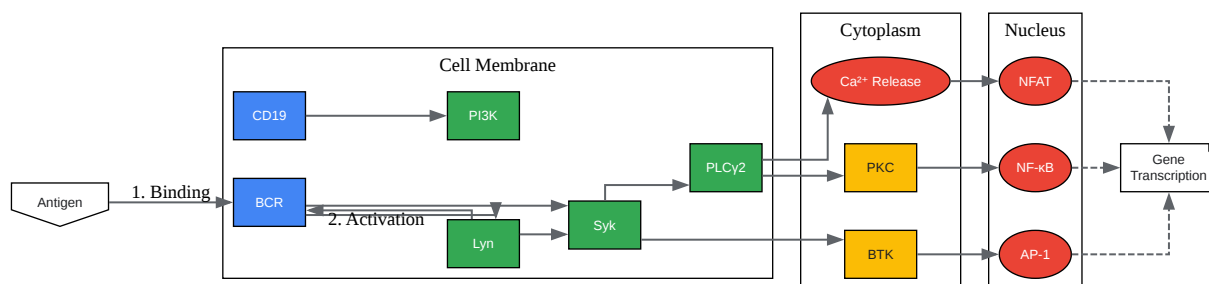 Cell Membrane
Cytoplasm
Nucleus
CD19
PI3K
Ca²⁺ Release
NFAT
PLCy2
PKC
NF-κB
Gene
Transcription
Antigen
1. Binding
BCR
2. Activation
Lyn
Syk
BTK
AP-1